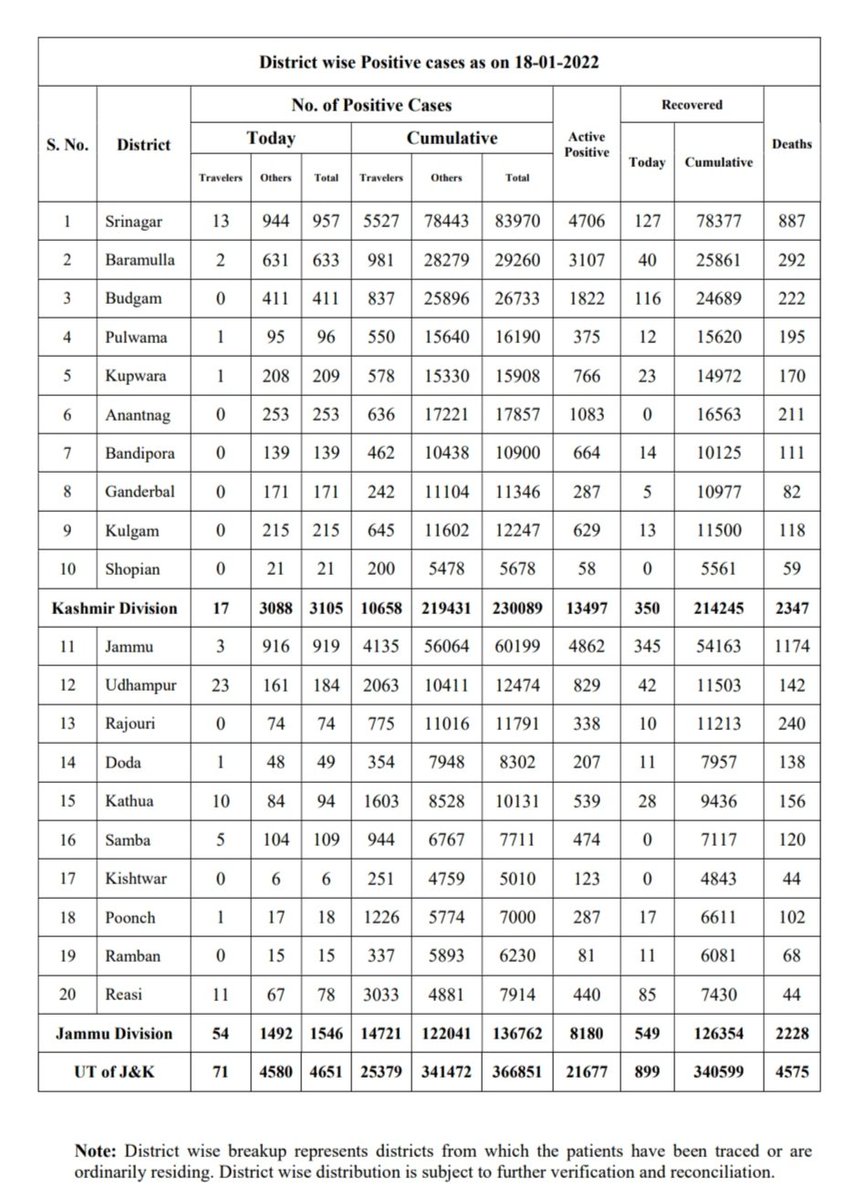 District wise Positive cases as on 18-01-2022
S. No. District No. of Positive Cases Active Positive Recovered Deaths
Today Cumulative Today Cumulative
Travelers Others Total Travelers Others Total
1 Srinagar 13 944 957 5527 78443 83970 4706 127 78377 887
2 Baramulla 2 631 633 981 28279 29260 3107 40 25861 292
3 Budgam 0 411 411 837 25896 26733 1822 116 24689 222
4 Pulwama 1 95 96 550 15640 16190 375 12 15620 195
5 Kupwara 1 208 209 578 15330 15908 766 23 14972 170
6 Anantnag 0 253 253 636 17221 17857 1083 0 16563 211
7 Bandipora 0 139 139 462 10438 10900 664 14 10125 111
8 Ganderbal 0 171 171 242 11104 11346 287 5 10977 82
9 Kulgam 0 215 215 645 11602 12247 629 13 11500 118
10 Shopian 0 21 21 200 5478 5678 58 0 5561 59
Kashmir Division 17 3088 3105 10658 219431 230089 13497 350 214245 2347
11 Jammu 3 916 919 4135 56064 60199 4862 345 54163 1174
12 Udhampur 23 161 184 2063 10411 12474 829 42 11503 142
13 Rajouri 0 74 74 775 11016 11791 338 10 11213 240
14 Doda 1 48 49 354 7948 8302 207 11 7957 138
15 Kathua 10 84 94 1603 8528 10131 539 28 9436 156
16 Samba 5 104 109 944 6767 7711 474 0 7117 120
17 Kishtwar 0 6 6 251 4759 5010 123 0 4843 44
18 Poonch 1 17 18 1226 5774 7000 287 17 6611 102
19 Ramban 0 15 15 337 5893 6230 81 11 6081 68
20 Reasi 11 67 78 3033 4881 7914 440 85 7430 44
Jammu Division 54 1492 1546 14721 122041 136762 8180 549 126354 2228
UT of J&K 71 4580 4651 25379 341472 366851 21677 899 340599 4575
Note: District wise breakup represents districts from which the patients have been traced or are
ordinarily residing. District wise distribution is subject to further verification and reconciliation.